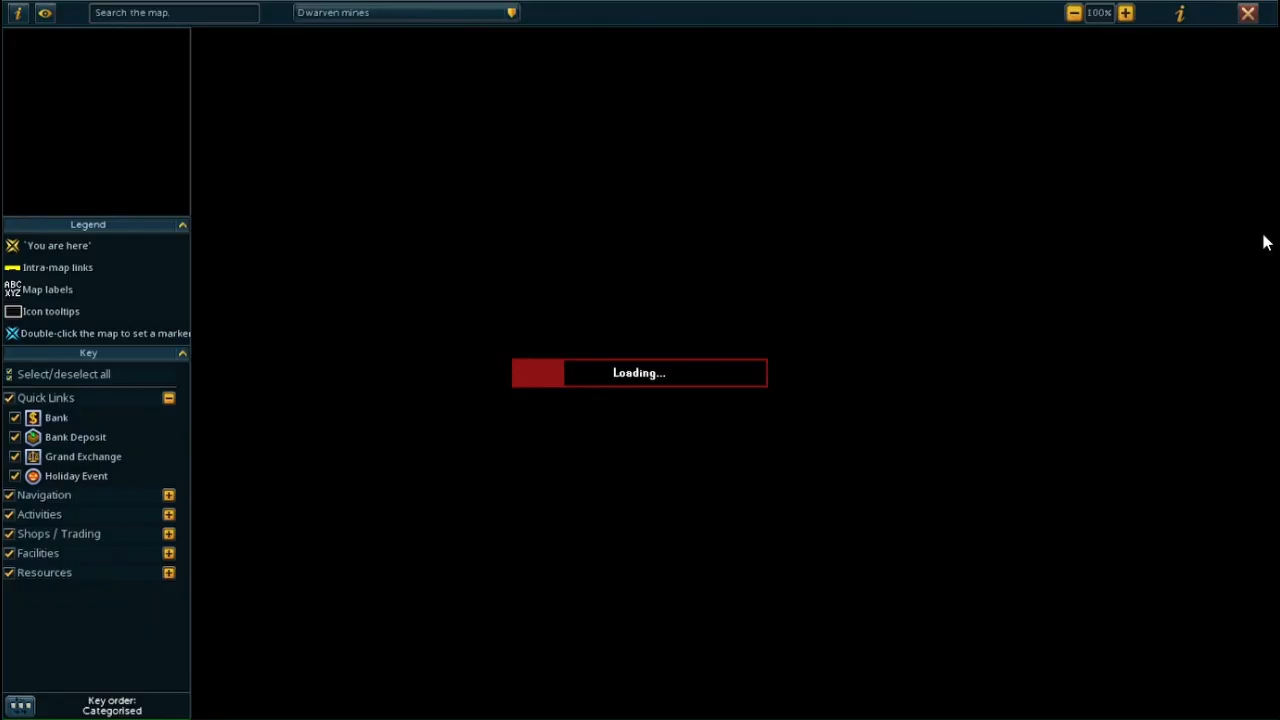 Search the map.
Dwarven mines
100%
Legend
`You are here'
Intra-map links
ABC
XYZ
Map labels
Icon tooltips
Double-click the map to set a marke
Key
Select/deselect all
Quick Links
Bank
Bank Deposit
Grand Exchange
Holiday Event
Navigation
Activities
Shops / Trading
Facilities
Resources
Loading...
Key order:
Categorised